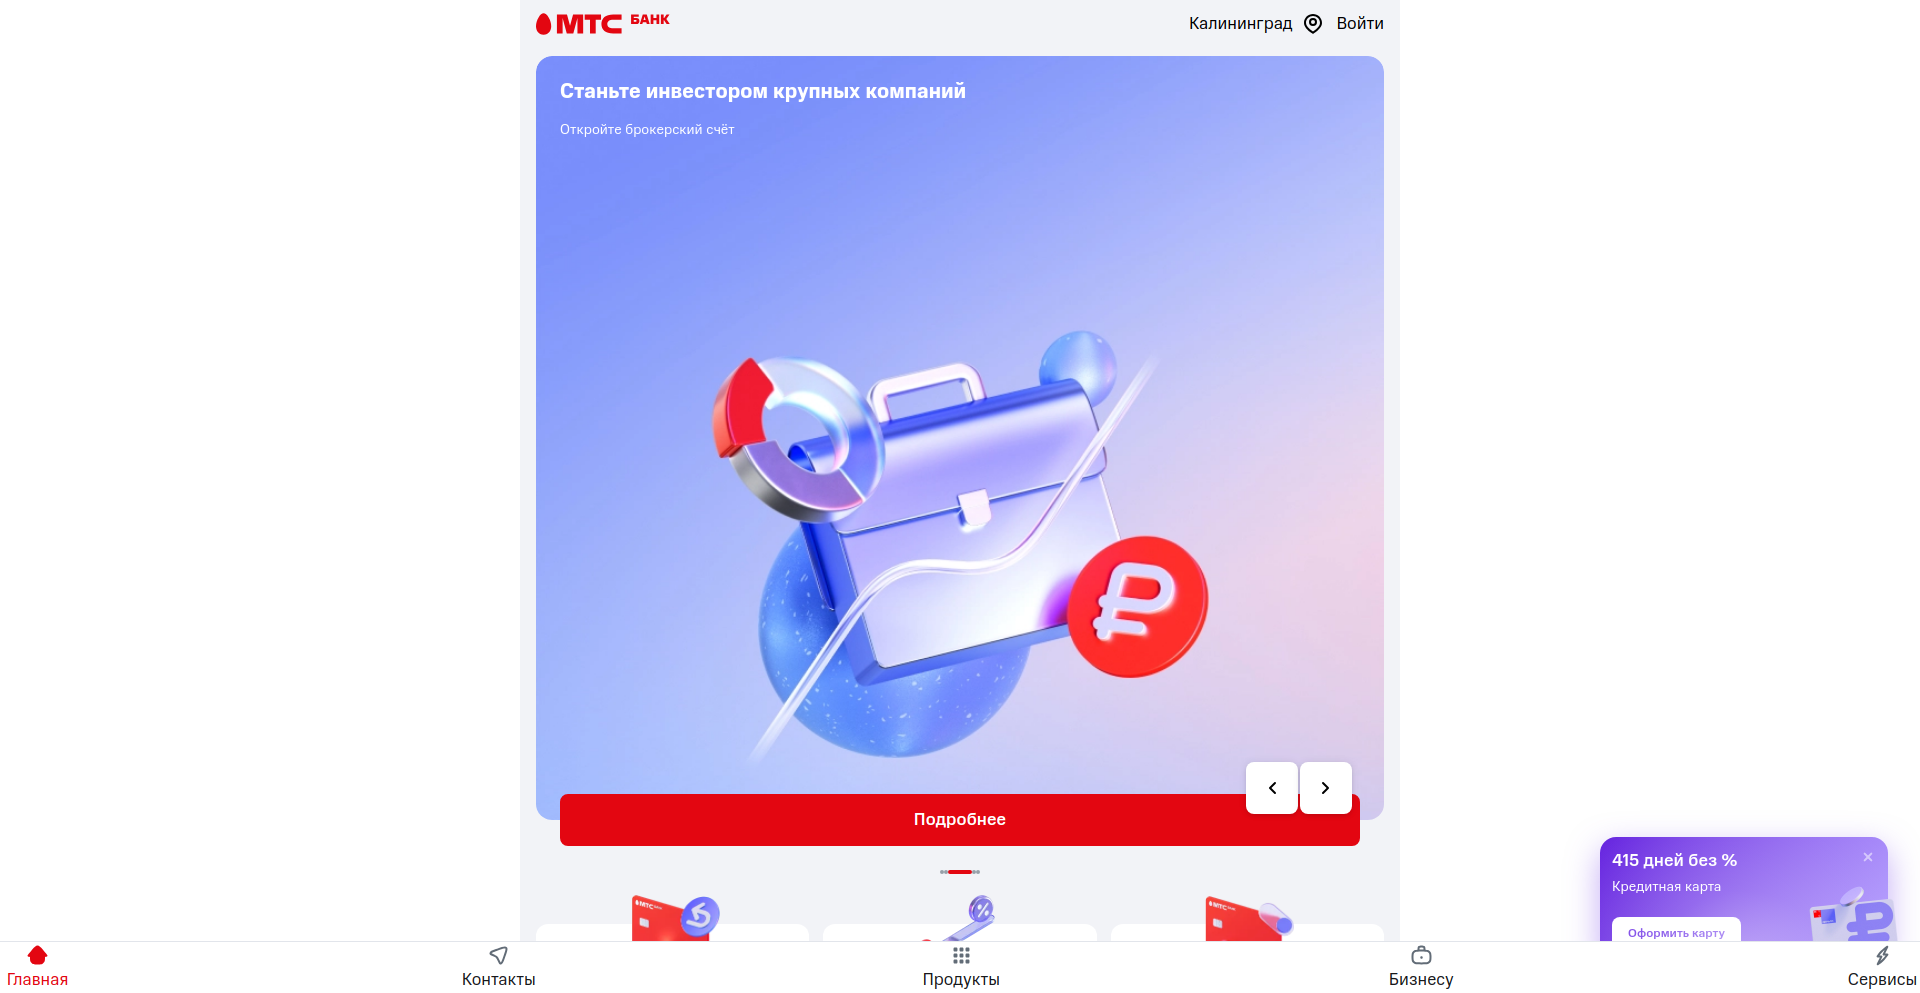 МТС БАНК
Калининград Войти
Станьте инвестором крупных компаний
Откройте брокерский счёт
Подробнее
415 дней без %
Кредитная карта
Оформить карту
Главная
Контакты
Продукты
Бизнесу
Сервисы